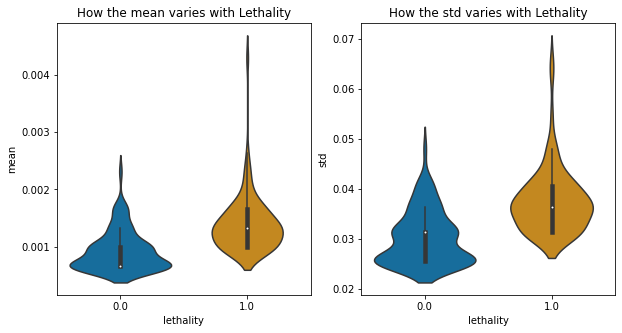 How the mean varies with Lethality
mean
0.004
0.003
0.002
0.001
0.0 1.0
lethality
How the std varies with Lethality
std
0.07
0.06
0.05
0.04
0.03
0.02
0.0 1.0
lethality